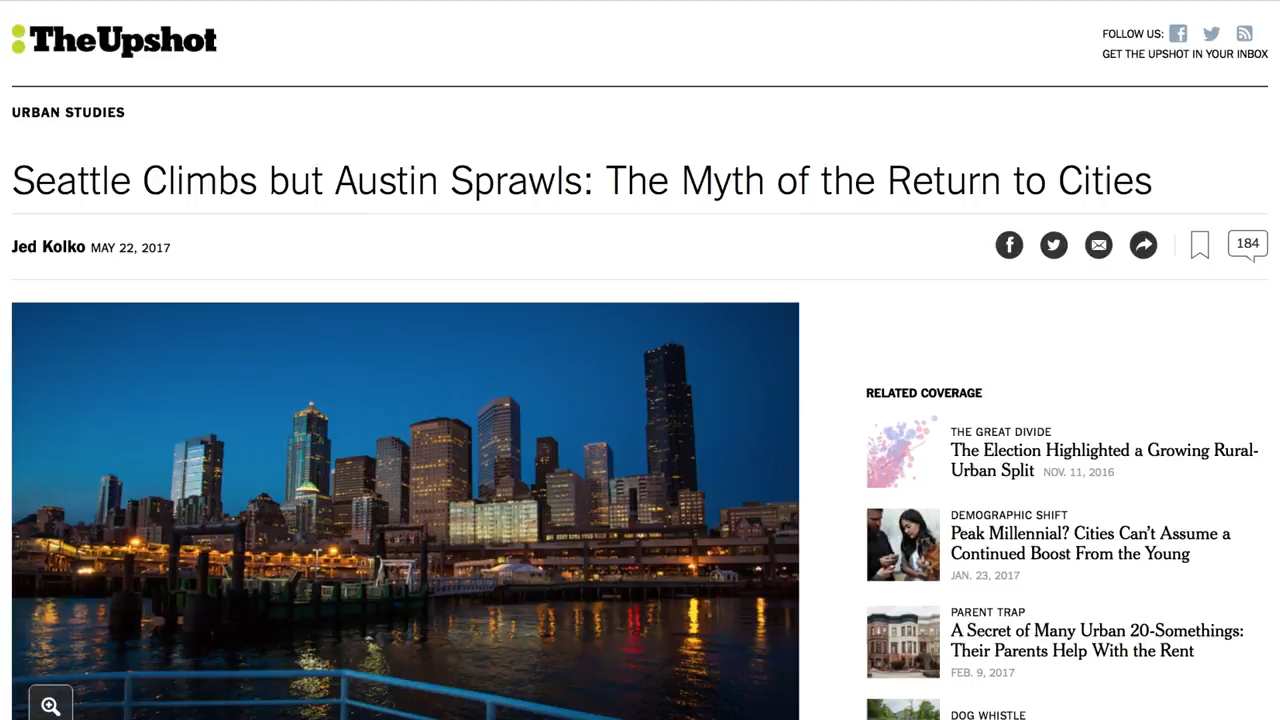 TheUpshot
FOLLOW US:
GET THE UPSHOT IN YOUR INBOX
URBAN STUDIES
Seattle Climbs but Austin Sprawls: The Myth of the Return to Cities
Jed Kolko MAY 22, 2017
184
RELATED COVERAGE
THE GREAT DIVIDE
The Election Highlighted a Growing Rural-
Urban Split NOV. 11, 2016
DEMOGRAPHIC SHIFT
Peak Millennial? Cities Can’t Assume a
Continued Boost From the Young
JAN. 23, 2017
PARENT TRAP
A Secret of Many Urban 20-Somethings:
Their Parents Help With the Rent
FEB. 9, 2017
DOG WHISTLE